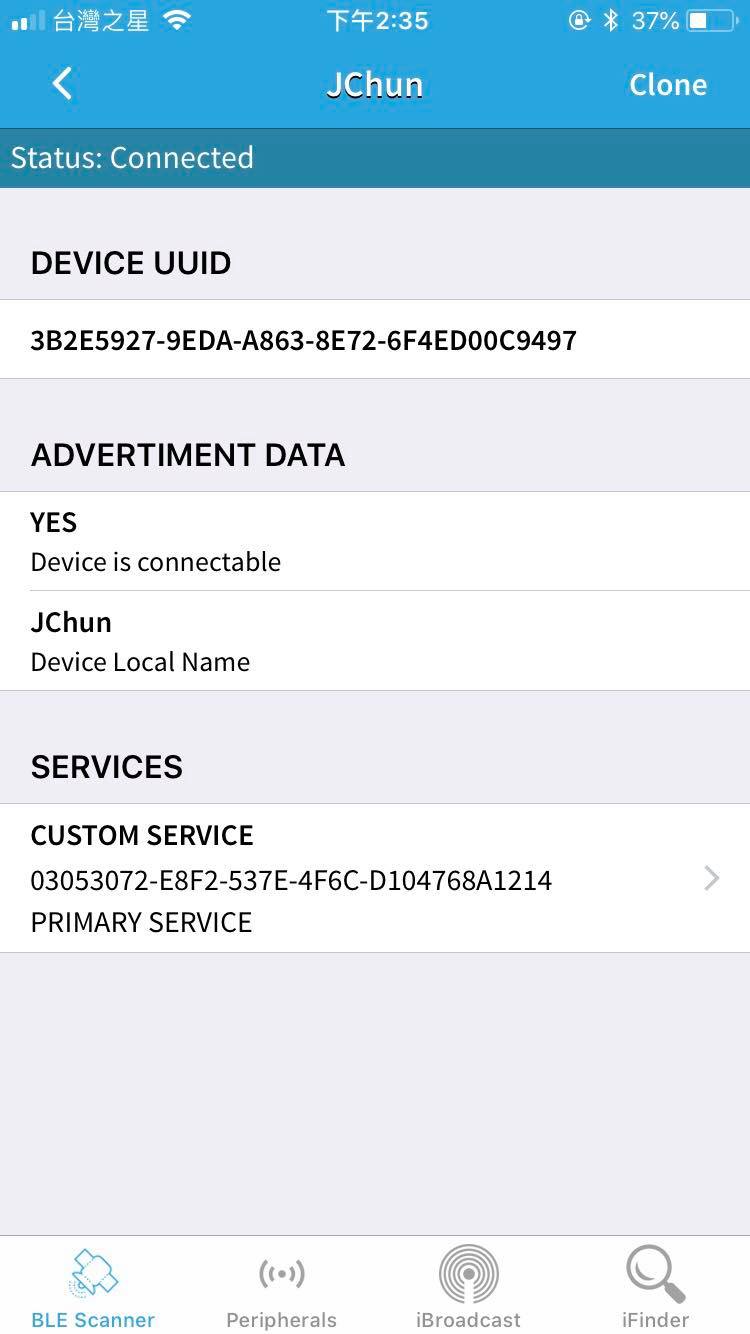 台灣之星 下午2:35 37%
JChun Clone
Status: Connected
DEVICE UUID
3B2E5927-9EDA-A863-8E72-6F4ED00C9497
ADVERTIMENT DATA
YES
Device is connectable
JChun
Device Local Name
SERVICES
CUSTOM SERVICE
03053072-E8F2-537E-4F6C-D104768A1214
PRIMARY SERVICE
BLE Scanner Peripherals iBroadcast iFinder